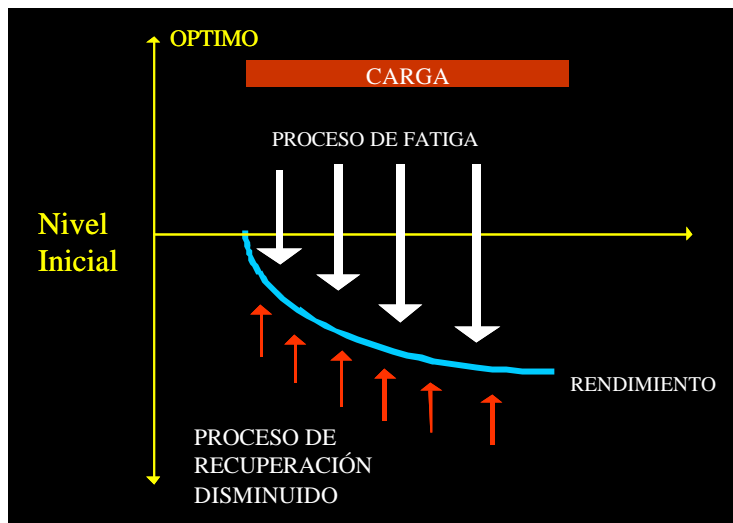 OPTIMO
CARGA
PROCESO DE FATIGA
Nivel
Inicial
RENDIMIENTO
PROCESO DE
RECUPERACIÓN
DISMINUIDO